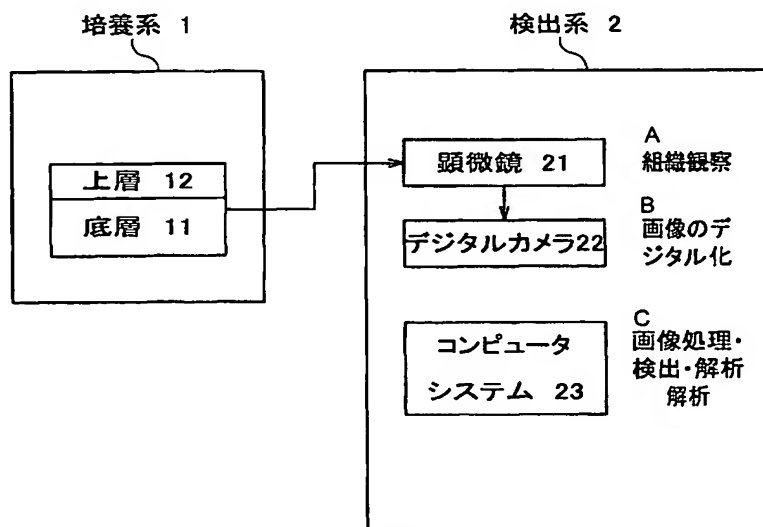 培養系 1
検出系 2
上層 12
底層 11
顕微鏡 21
A
組織観察
デジタルカメラ22
B
画像のデ
ジタル化
コンピュータ
システム 23
C
画像処理・
検出・解析
解析